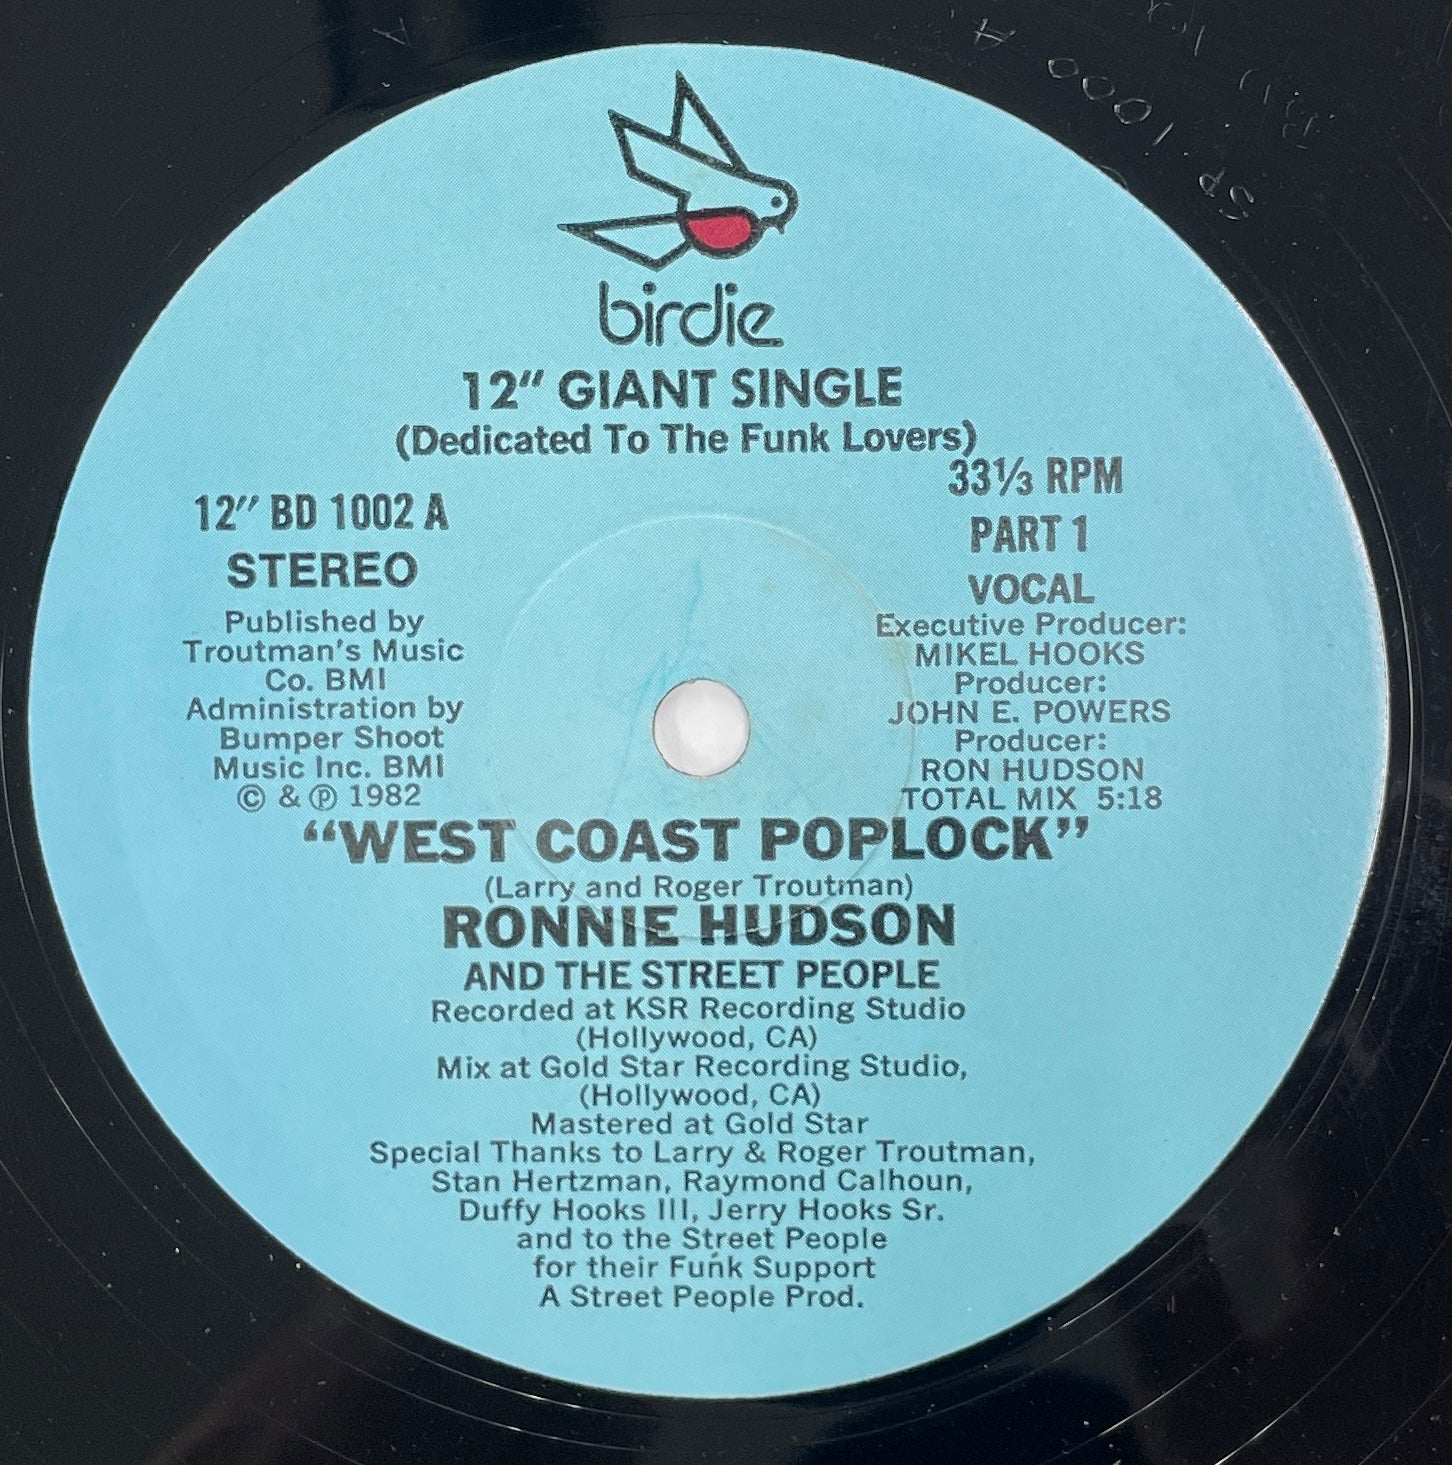 birdie
12" GIANT SINGLE
(Dedicated To The Funk Lovers)
12" BD 1002 A
STEREO
Published by
Troutman's Music
Co. BMI
Administration by
Bumper Shoot
Music Inc. BMI
© & ℗ 1982
33⅓ RPM
PART 1
VOCAL
Executive Producer:
MIKEL HOOKS
Producer:
JOHN E. POWERS
Producer:
RON HUDSON
TOTAL MIX 5:18
"WEST COAST POPLOCK"
(Larry and Roger Troutman)
RONNIE HUDSON
AND THE STREET PEOPLE
Recorded at KSR Recording Studio
(Hollywood, CA)
Mix at Gold Star Recording Studio,
(Hollywood, CA)
Mastered at Gold Star
Special Thanks to Larry & Roger Troutman,
Stan Hertzman, Raymond Calhoun,
Duffy Hooks III, Jerry Hooks Sr.
and to the Street People
for their Funk Support
A Street People Prod.
SP 1000 A